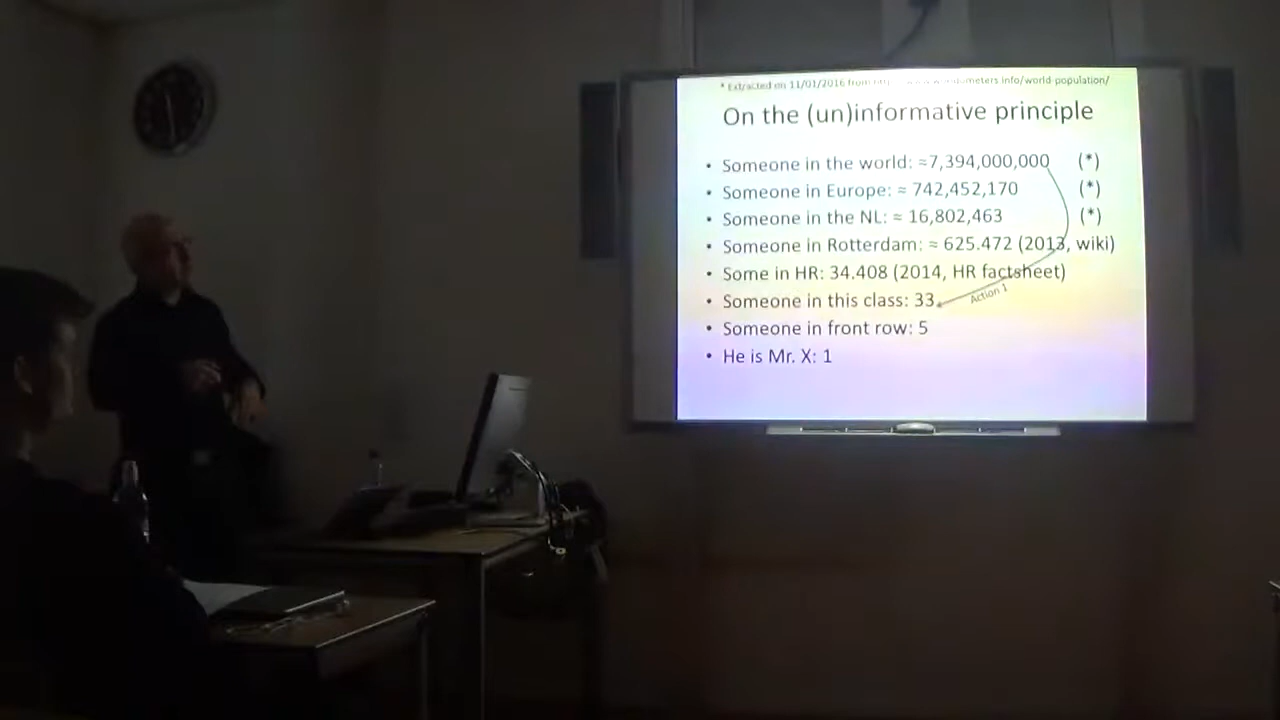 * Extracted on 11/01/2016 from info/world-population/
On the (un)informative principle
• Someone in the world: ≈7,394,000,000 (*)
• Someone in Europe: ≈ 742,452,170 (*)
• Someone in the NL: ≈ 16,802,463 (*)
• Someone in Rotterdam: ≈ 625.472 (2013, wiki)
• Some in HR: 34.408 (2014, HR factsheet)
• Someone in this class: 33
Action 1
• Someone in front row: 5
• He is Mr. X: 1